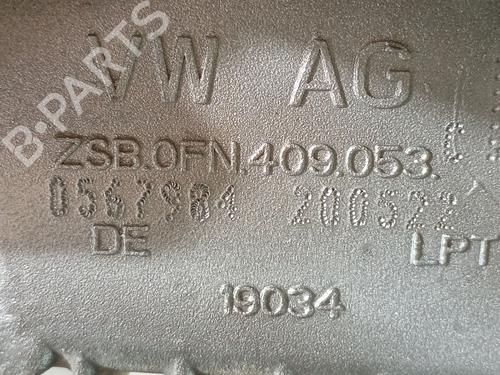 B-PARTS
VW AG
ZSB.0FN.409.053.
0567984 200522
DE LPT
19034